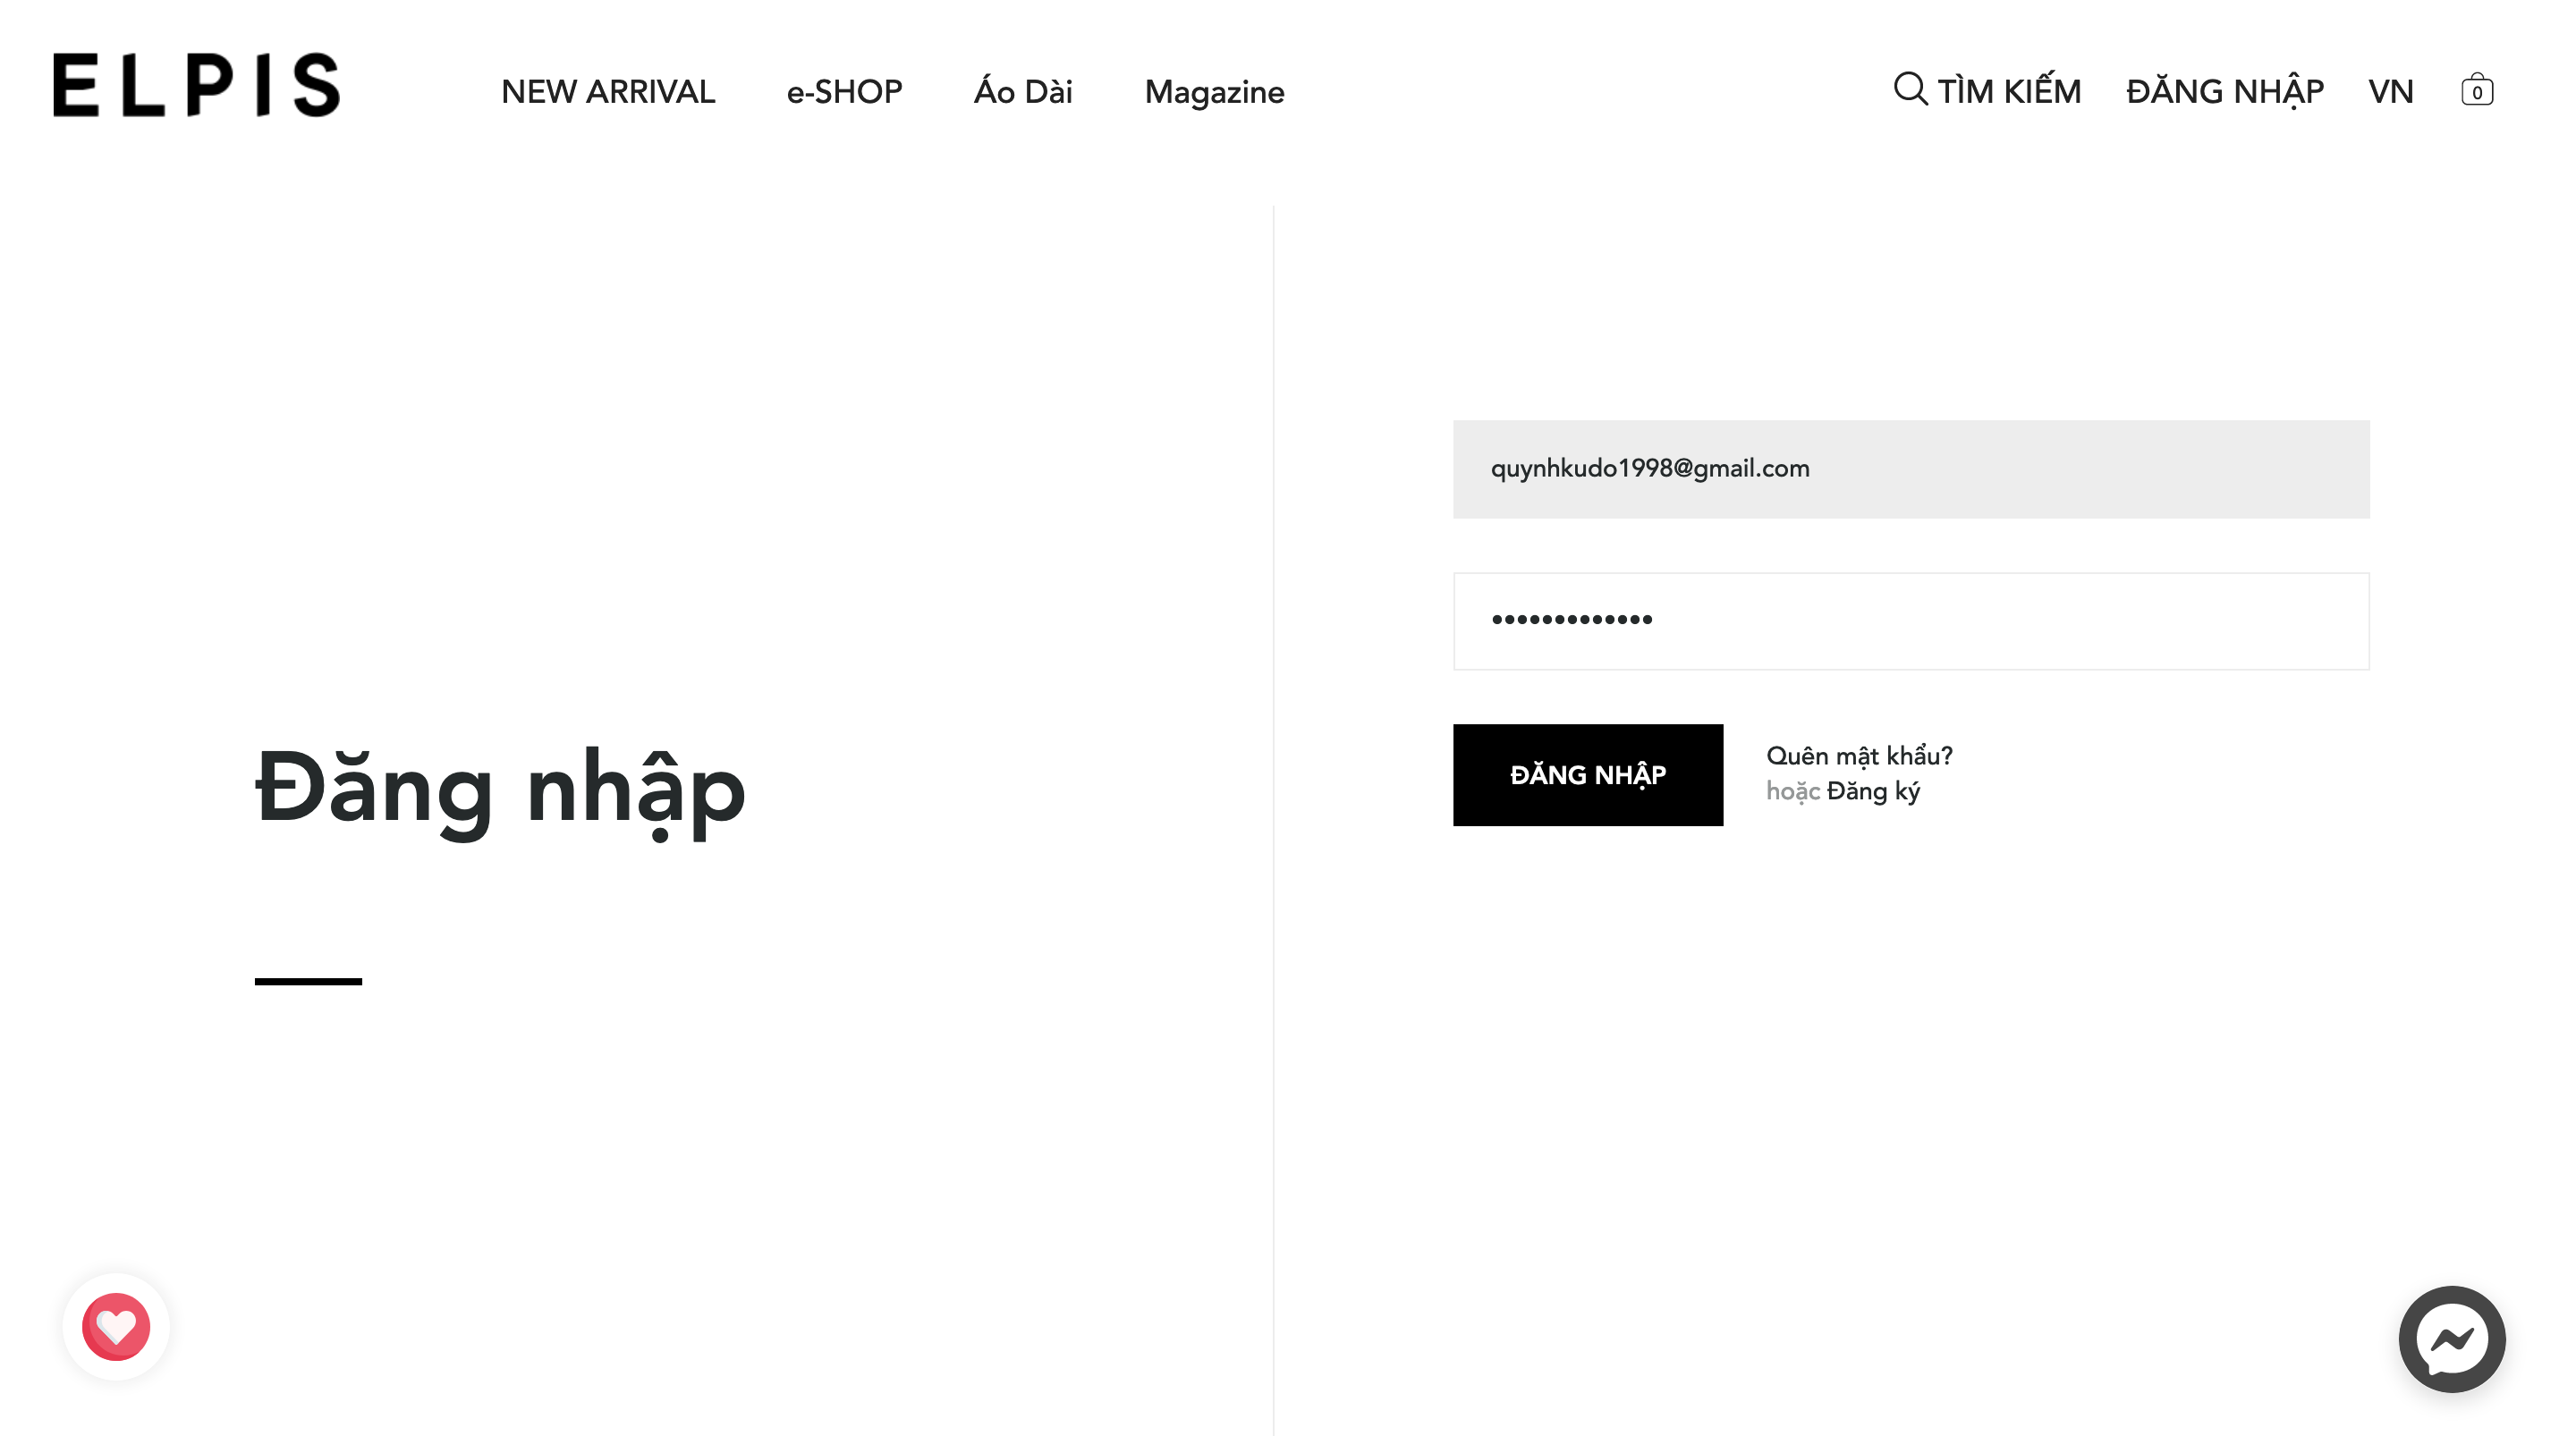 ELPIS
NEW ARRIVAL
e-SHOP
Áo Dài
Magazine
TÌM KIẾM
ĐĂNG NHẬP
VN
0
Đăng nhập
quynhkudo1998@gmail.com
•••••••••••••
ĐĂNG NHẬP
Quên mật khẩu?
hoặc Đăng ký